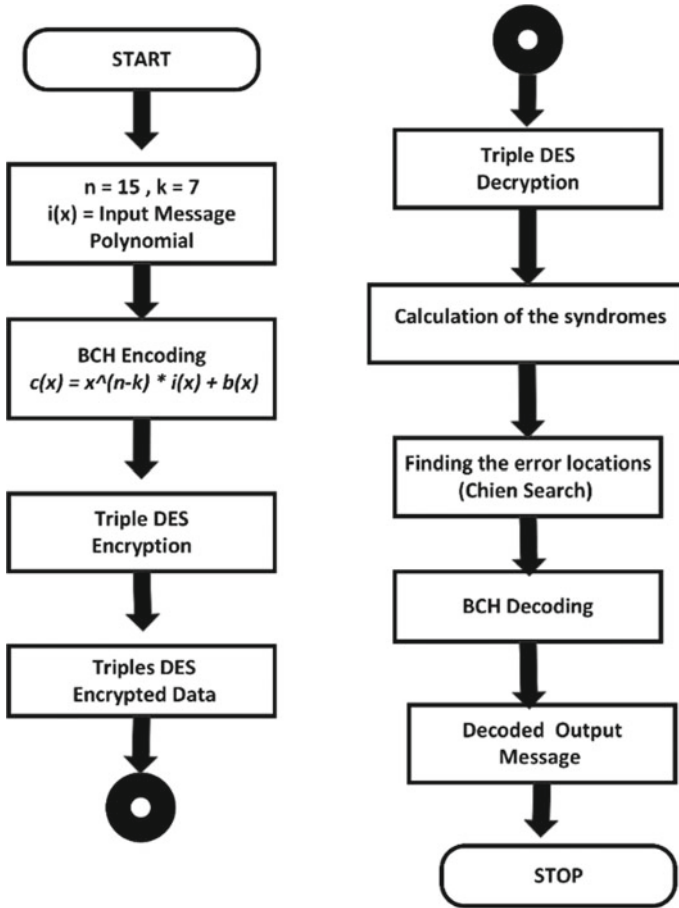 START
n = 15 , k = 7
i(x) = Input Message
Polynomial
BCH Encoding
c(x) = x^(n-k) * i(x) + b(x)
Triple DES
Encryption
Triples DES
Encrypted Data
Triple DES
Decryption
Calculation of the syndromes
Finding the error locations
(Chien Search)
BCH Decoding
Decoded Output
Message
STOP